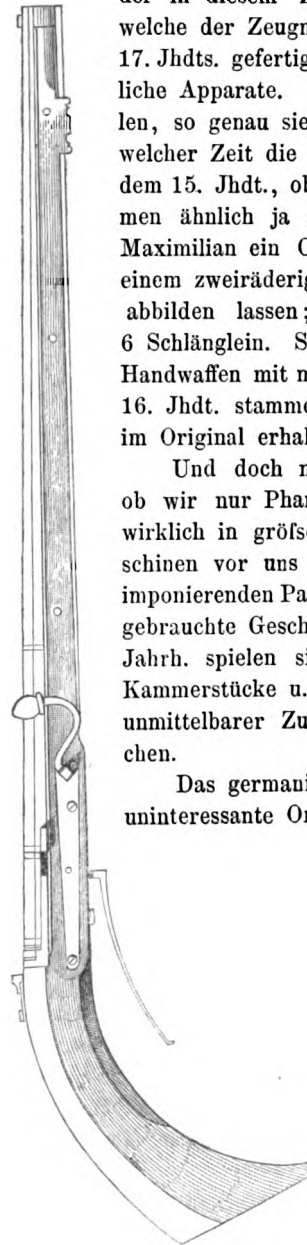 der in diesem
welche der Zeugn
17. Jhdts. gefertig
liche Apparate.
len, so genau sie
welcher Zeit die
dem 15. Jhdt., ob
men ähnlich ja
Maximilian ein
einem zweiräderig
abbilden lassen;
6 Schlänglein. S
Handwaffen mit
16. Jhdt. stamme
im Original erhal
Und doch
ob wir nur Phan
wirklich in gröſse
schinen vor uns
imponierenden Pa
gebrauchte Gesch
Jahrh. spielen si
Kammerstücke u.
unmittelbarer Zu
chen.
Das germani
uninteressante Or